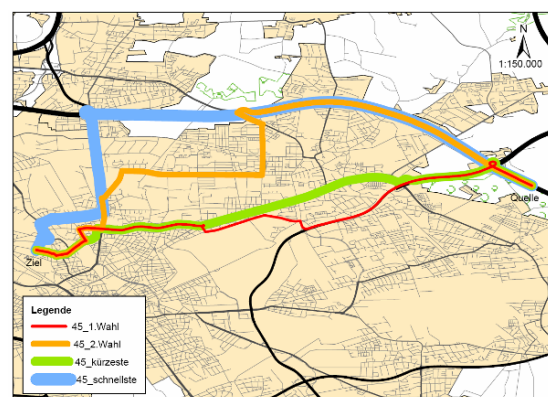 N
1:150.000
Quelle
Ziel
Legende
45_1.Wahl
45_2.Wahl
45_kürzeste
45_schnellste